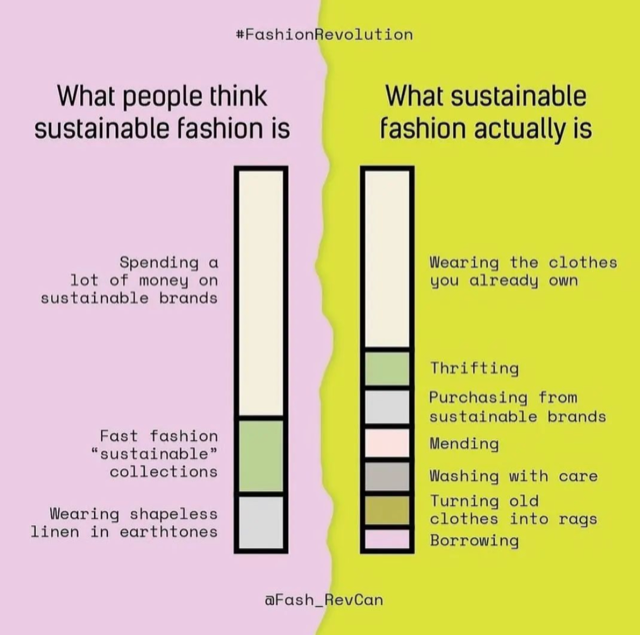 #FashionRevolution
What people think
sustainable fashion is
Spending a
lot of money on
sustainable brands
Fast fashion
“sustainable”
collections
Wearing shapeless
linen in earthtones
What sustainable
fashion actually is
Wearing the clothes
you already own
Thrifting
Purchasing from
sustainable brands
Mending
Washing with care
Turning old
clothes into rags
Borrowing
@Fash_RevCan